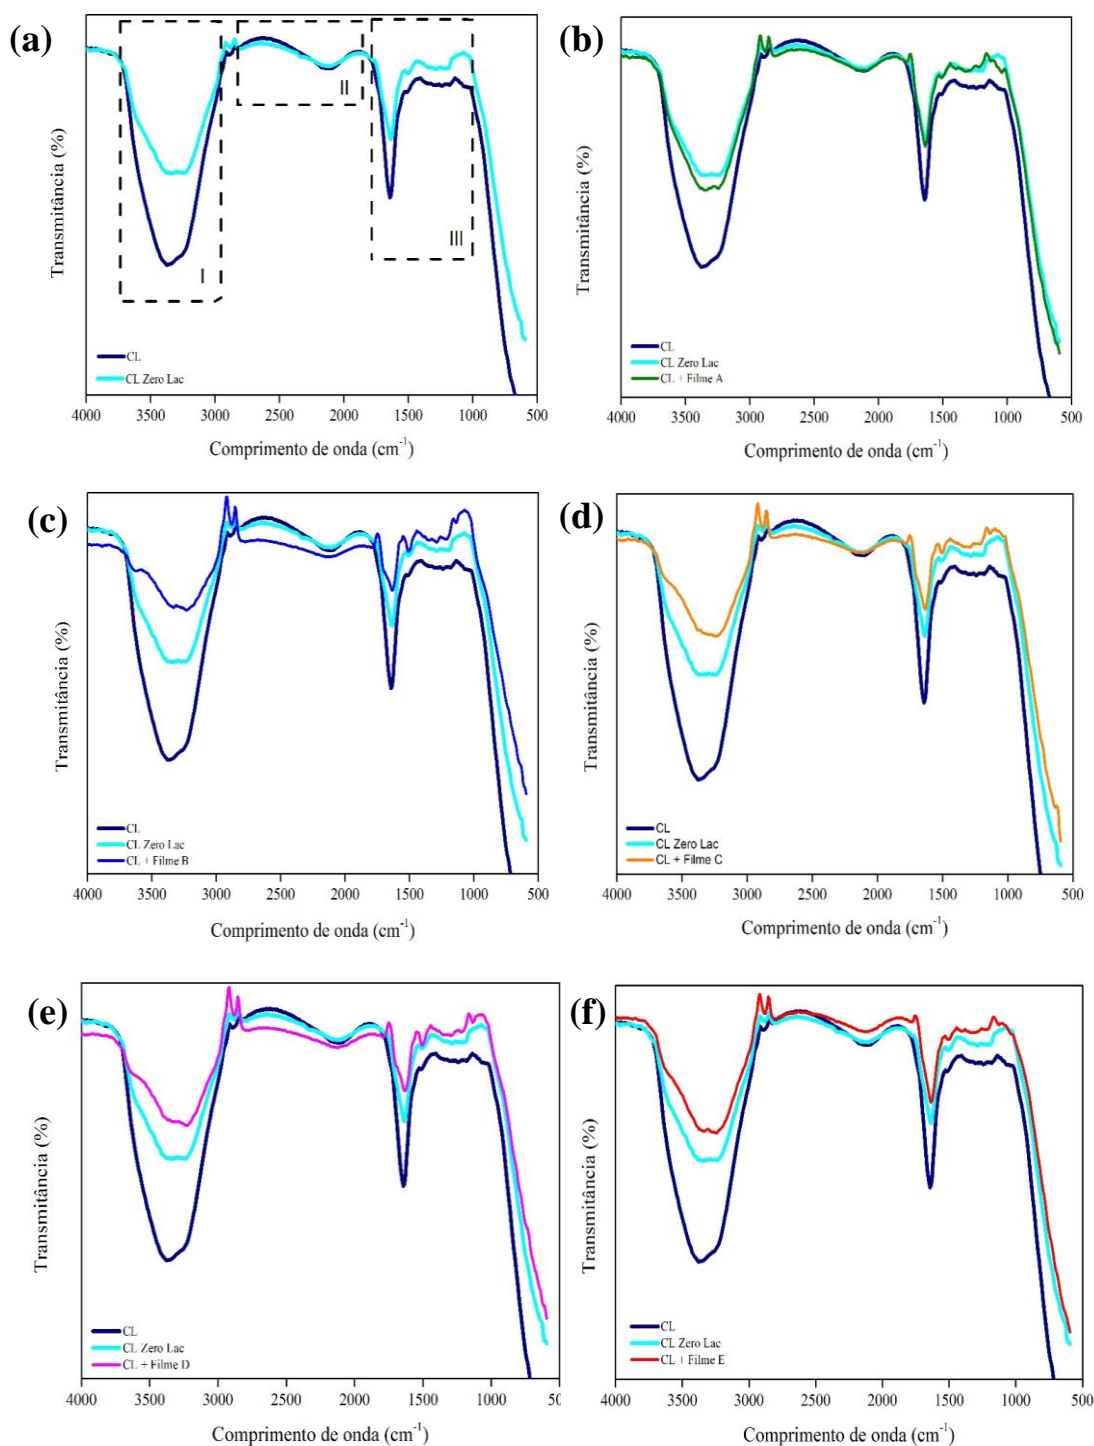 (a)
I
II
III
CL
CL Zero Lac
Transmitância (%)
4000 3500 3000 2500 2000 1500 1000 500
Comprimento de onda (cm⁻¹)
(b)
CL
CL Zero Lac
CL + Filme A
Transmitância (%)
4000 3500 3000 2500 2000 1500 1000 500
Comprimento de onda (cm⁻¹)
(c)
CL
CL Zero Lac
CL + Filme B
Transmitância (%)
4000 3500 3000 2500 2000 1500 1000 500
Comprimento de onda (cm⁻¹)
(d)
CL
CL Zero Lac
CL + Filme C
Transmitância (%)
4000 3500 3000 2500 2000 1500 1000 500
Comprimento de onda (cm⁻¹)
(e)
CL
CL Zero Lac
CL + Filme D
Transmitância (%)
4000 3500 3000 2500 2000 1500 1000 500
Comprimento de onda (cm⁻¹)
(f)
CL
CL Zero Lac
CL + Filme E
Transmitância (%)
4000 3500 3000 2500 2000 1500 1000 500
Comprimento de onda (cm⁻¹)